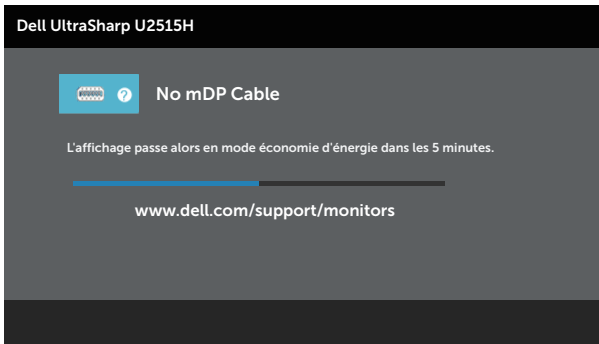 Dell UltraSharp U2515H
? No mDP Cable
L'affichage passe alors en mode économie d'énergie dans les 5 minutes.
www.dell.com/support/monitors